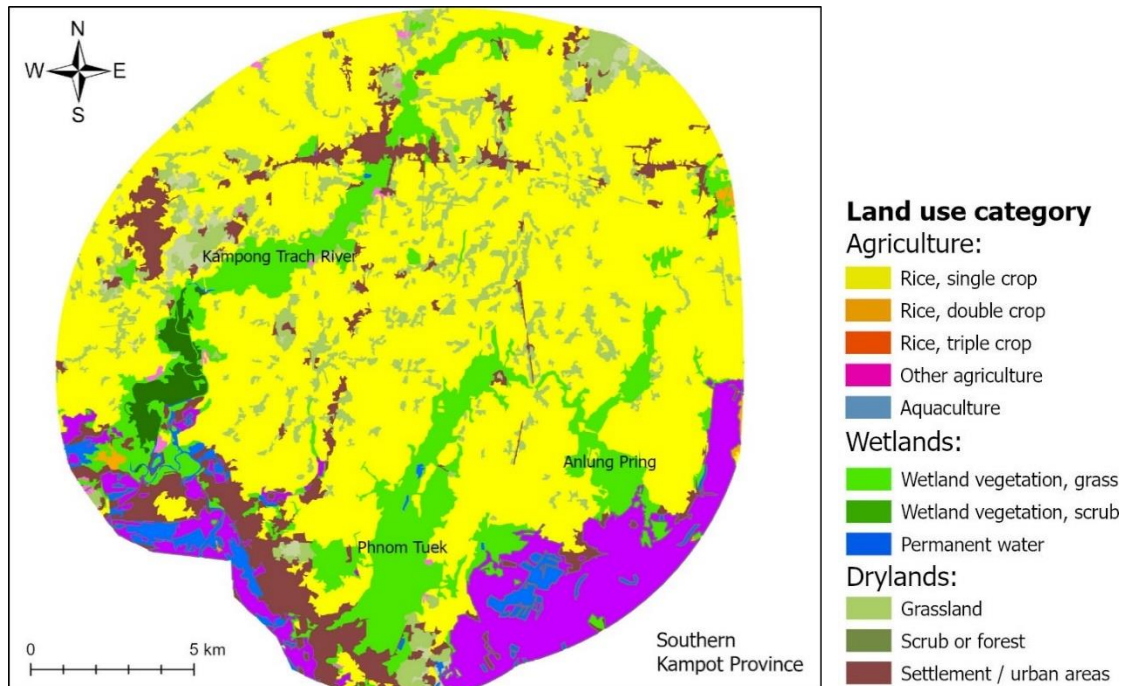 N
W E
S
Kampong Trach River
Anlung Pring
Phnom Tuek
0 5 km
Southern
Kampot Province
Land use category
Agriculture:
Rice, single crop
Rice, double crop
Rice, triple crop
Other agriculture
Aquaculture
Wetlands:
Wetland vegetation, grass
Wetland vegetation, scrub
Permanent water
Drylands:
Grassland
Scrub or forest
Settlement / urban areas